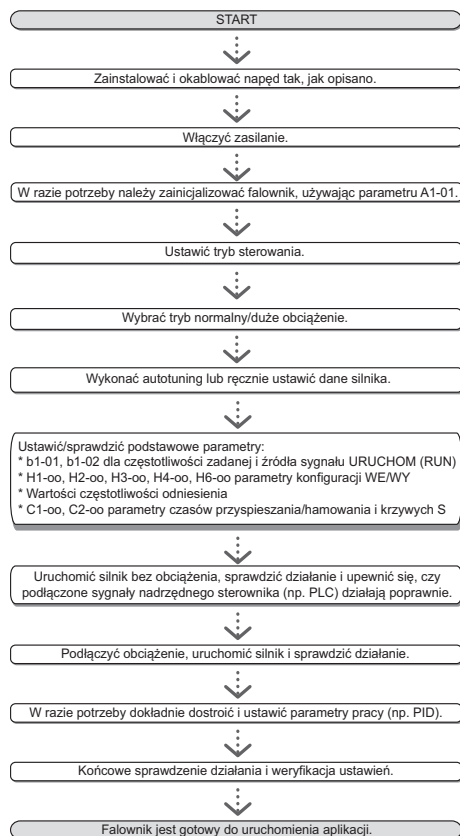 START
Zainstalować i okablować napęd tak, jak opisano.
Włączyć zasilanie.
W razie potrzeby należy zainicjalizować falownik, używając parametru A1-01.
Ustawić tryb sterowania.
Wybrać tryb normalny/duże obciążenie.
Wykonać autotuning lub ręcznie ustawić dane silnika.
Ustawić/sprawdzić podstawowe parametry:
* b1-01, b1-02 dla częstotliwości zadanej i źródła sygnału URUCHOM (RUN)
* H1-oo, H2-oo, H3-oo, H4-oo, H6-oo parametry konfiguracji WE/WY
* Wartości częstotliwości odniesienia
* C1-oo, C2-oo parametry czasów przyspieszania/hamowania i krzywych S
Uruchomić silnik bez obciążenia, sprawdzić działanie i upewnić się, czy
podłączone sygnały nadrzędnego sterownika (np. PLC) działają poprawnie.
Podłączyć obciążenie, uruchomić silnik i sprawdzić działanie.
W razie potrzeby dokładnie dostroić i ustawić parametry pracy (np. PID).
Końcowe sprawdzenie działania i weryfikacja ustawień.
Falownik jest gotowy do uruchomienia aplikacji.